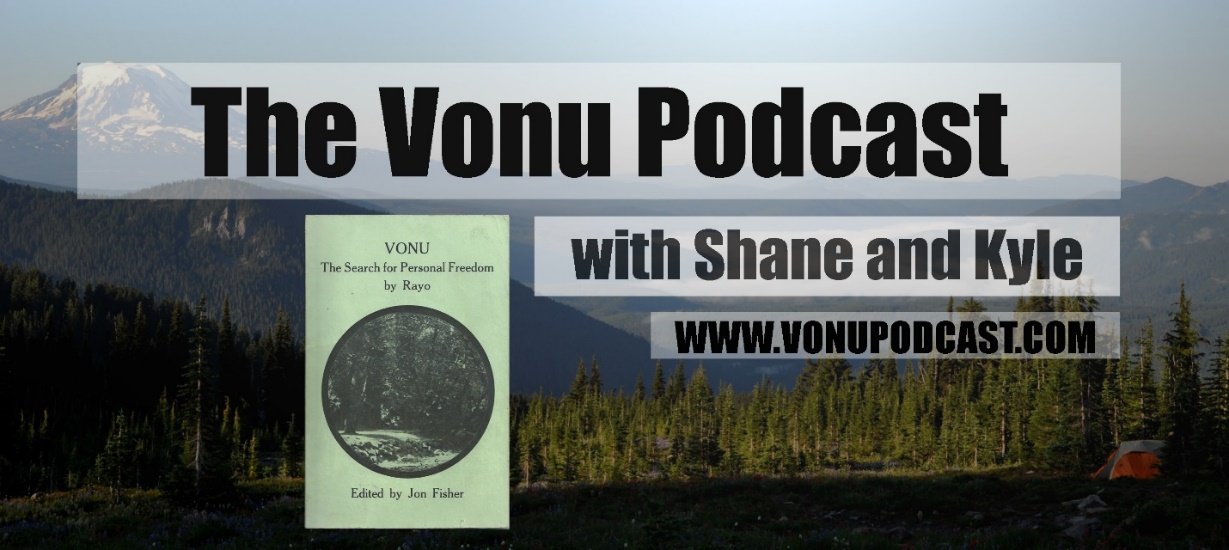 The Vonu Podcast
with Shane and Kyle
WWW.VONUPODCAST.COM
VONU
The Search for Personal Freedom
by Rayo
Edited by Jon Fisher